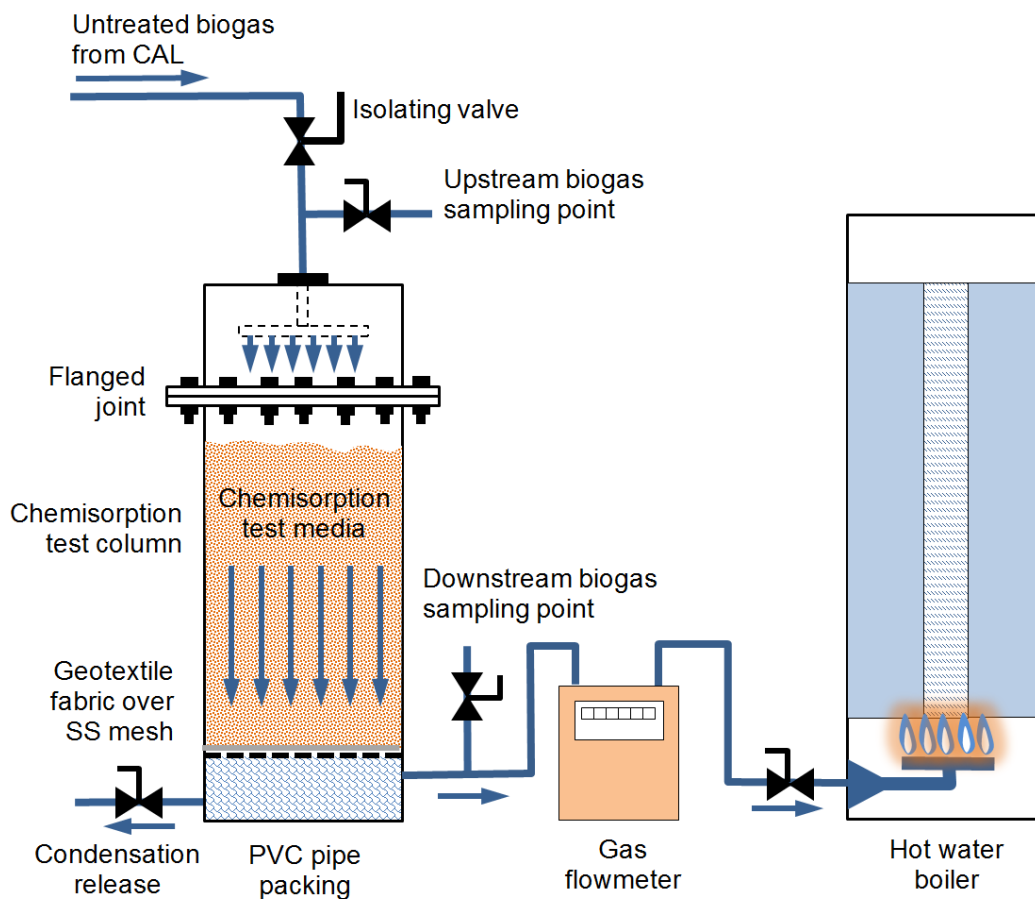 Untreated biogas
from CAL
Isolating valve
Upstream biogas
sampling point
Flanged
joint
Chemisorption
test media
Chemisorption
test column
Downstream biogas
sampling point
Geotextile
fabric over
SS mesh
Condensation
release
PVC pipe
packing
Gas
flowmeter
Hot water
boiler